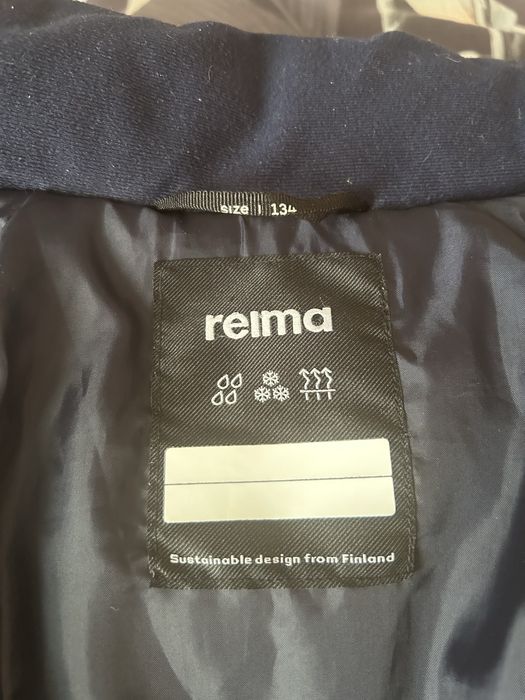 size 134
reima
Sustainable design from Finland